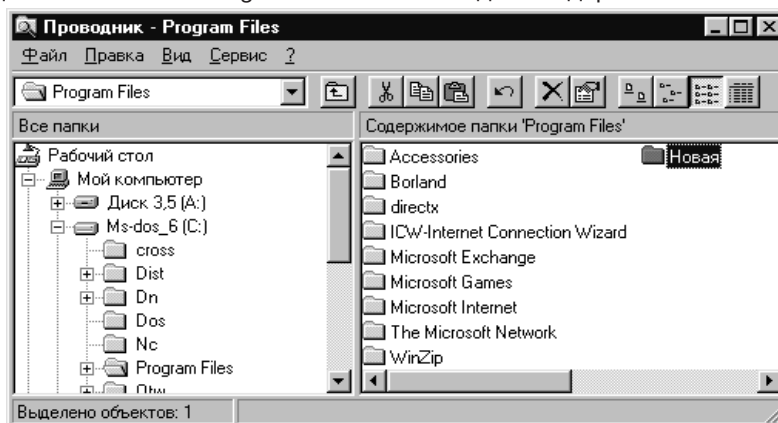 Проводник - Program Files
Файл Правка Вид Сервис ?
Program Files
Все папки
Содержимое папки 'Program Files'
Рабочий стол
Мой компьютер
Диск 3,5 (A:)
Ms-dos_6 (C:)
cross
Dist
Dn
Dos
Nc
Program Files
Accessories
Borland
directx
ICW-Internet Connection Wizard
Microsoft Exchange
Microsoft Games
Microsoft Internet
The Microsoft Network
WinZip
Новая
Выделено объектов: 1